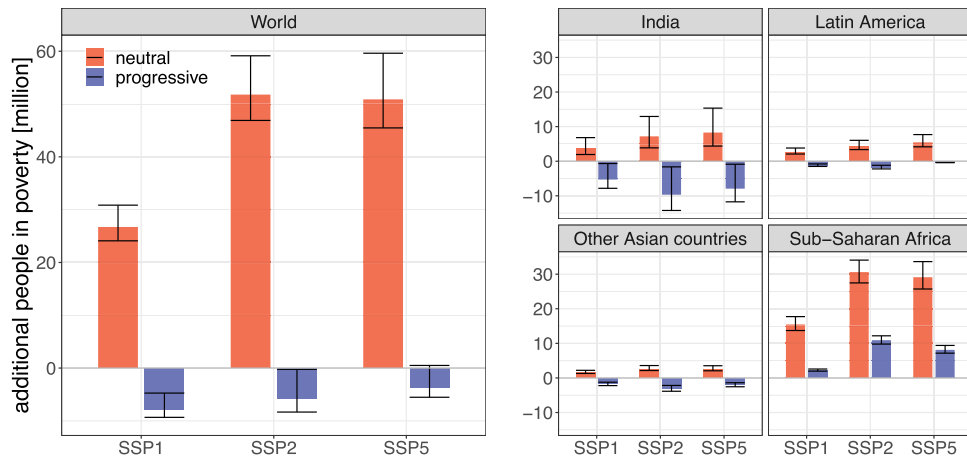 World
additional people in poverty [million]
60
40
20
0
neutral
progressive
SSP1 SSP2 SSP5
India Latin America
30
20
10
0
−10
Other Asian countries Sub−Saharan Africa
30
20
10
0
−10
SSP1 SSP2 SSP5 SSP1 SSP2 SSP5